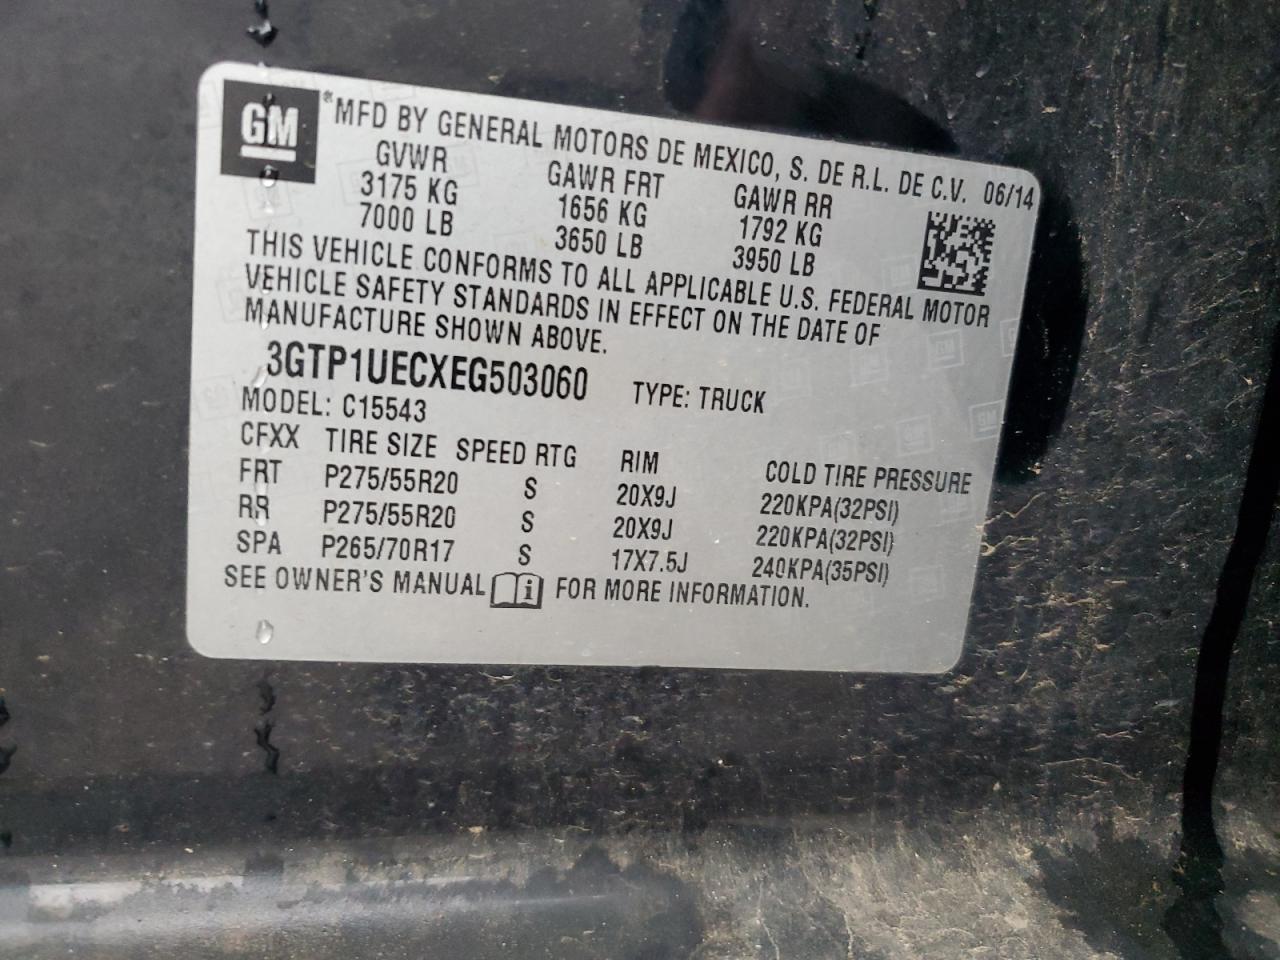 GM ®MFD BY GENERAL MOTORS DE MEXICO, S. DE R.L. DE C.V. 06/14
GVWR GAWR FRT GAWR RR
3175 KG 1656 KG 1792 KG
7000 LB 3650 LB 3950 LB
THIS VEHICLE CONFORMS TO ALL APPLICABLE U.S. FEDERAL MOTOR
VEHICLE SAFETY STANDARDS IN EFFECT ON THE DATE OF
MANUFACTURE SHOWN ABOVE.
3GTP1UECXEG503060 TYPE: TRUCK
MODEL: C15543
CFXX TIRE SIZE SPEED RTG RIM COLD TIRE PRESSURE
FRT P275/55R20 S 20X9J 220KPA(32PSI)
RR P275/55R20 S 20X9J 220KPA(32PSI)
SPA P265/70R17 S 17X7.5J 240KPA(35PSI)
SEE OWNER'S MANUAL i FOR MORE INFORMATION.